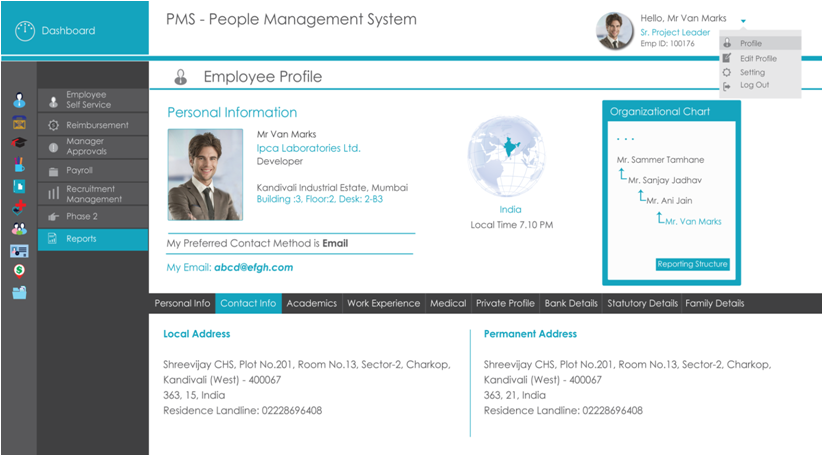 Dashboard
PMS - People Management System
Hello, Mr Van Marks
Sr. Project Leader
Emp ID: 100176
Profile
Edit Profile
Setting
Log Out
Employee
Self Service
Reimbursement
Manager
Approvals
Payroll
Recruitment
Management
Phase 2
Reports
Employee Profile
Personal Information
Mr Van Marks
Ipca Laboratories Ltd.
Developer
Kandivali Industrial Estate, Mumbai
Building :3, Floor:2, Desk: 2-B3
My Preferred Contact Method is Email
My Email: abcd@efgh.com
India
Local Time 7.10 PM
Organizational Chart
...
Mr. Sammer Tamhane
Mr. Sanjay Jadhav
Mr. Ani Jain
Mr. Van Marks
Reporting Structure
Personal Info
Contact Info
Academics
Work Experience
Medical
Private Profile
Bank Details
Statutory Details
Family Details
Local Address
Shreevijay CHS, Plot No.201, Room No.13, Sector-2, Charkop,
Kandivali (West) - 400067
363, 15, India
Residence Landline: 02228696408
Permanent Address
Shreevijay CHS, Plot No.201, Room No.13, Sector-2, Charkop,
Kandivali (West) - 400067
363, 21, India
Residence Landline: 02228696408